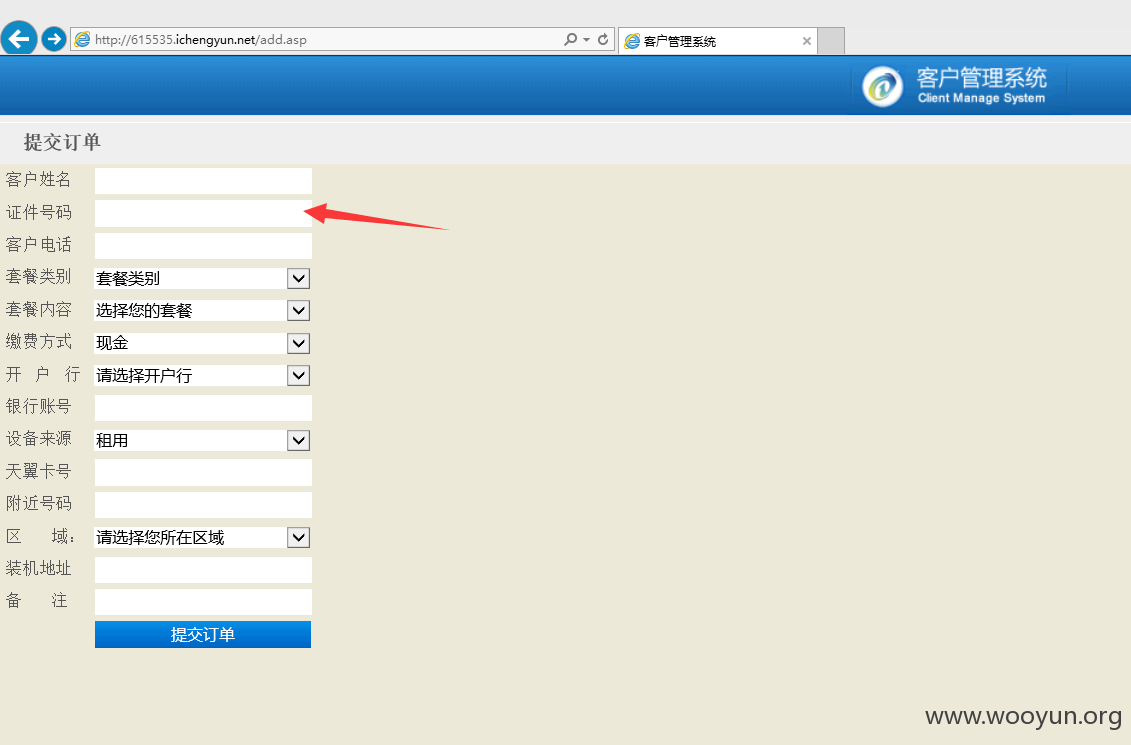 http://615535.ichengyun.net/add.asp
客户管理系统
客户管理系统
Client Manage System
提交订单
客户姓名
证件号码
客户电话
套餐类别 套餐类别
套餐内容 选择您的套餐
缴费方式 现金
开 户 行 请选择开户行
银行账号
设备来源 租用
天翼卡号
附近号码
区 域： 请选择您所在区域
装机地址
备 注
提交订单
www.wooyun.org